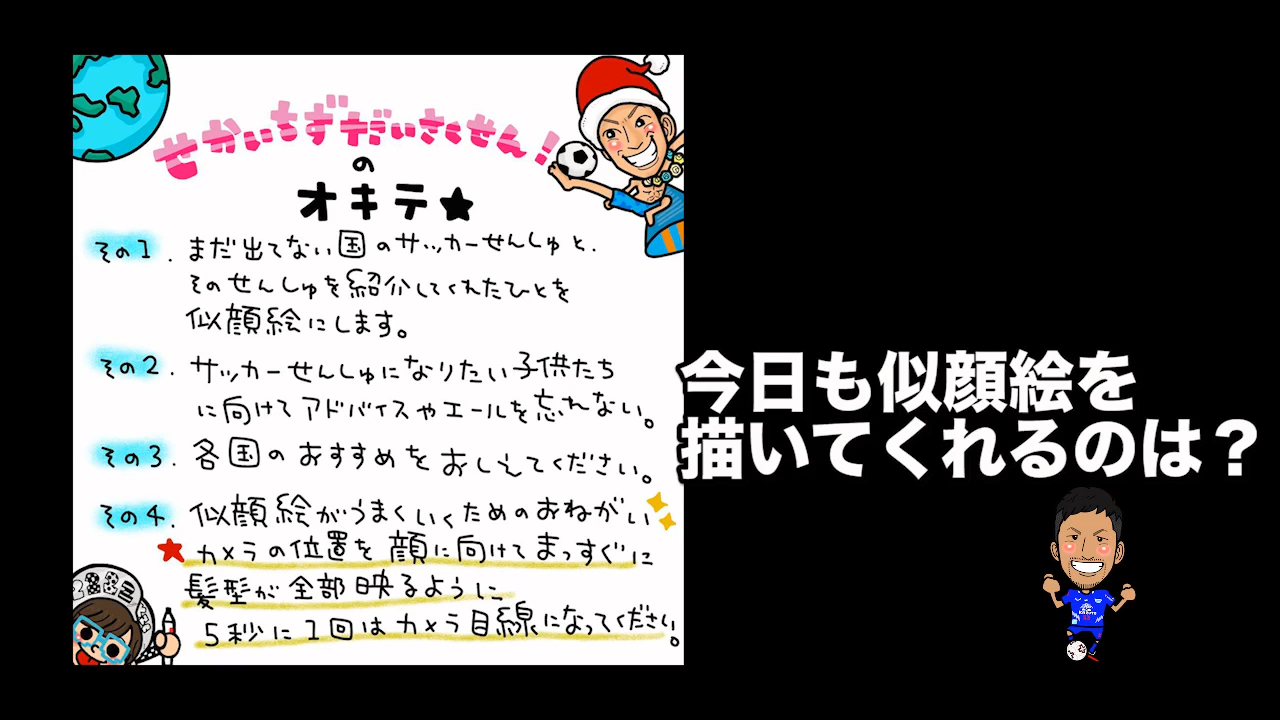 せかいちずだいさくせん！
の
オキテ★
その1. まだ出てない国のサッカーせんしゅと、
そのせんしゅを紹介してくれたひとを
似顔絵にします。
その2. サッカーせんしゅになりたい子供たち
に向けてアドバイスやエールを忘れない。
その3. 各国のおすすめをおしえてください。
その4. 似顔絵がうまくいくためのおねがい
★カメラの位置を顔に向けてまっすぐに
髪型が全部映るように
5秒に1回はカメラ目線になってください。
今日も似顔絵を
描いてくれるのは？